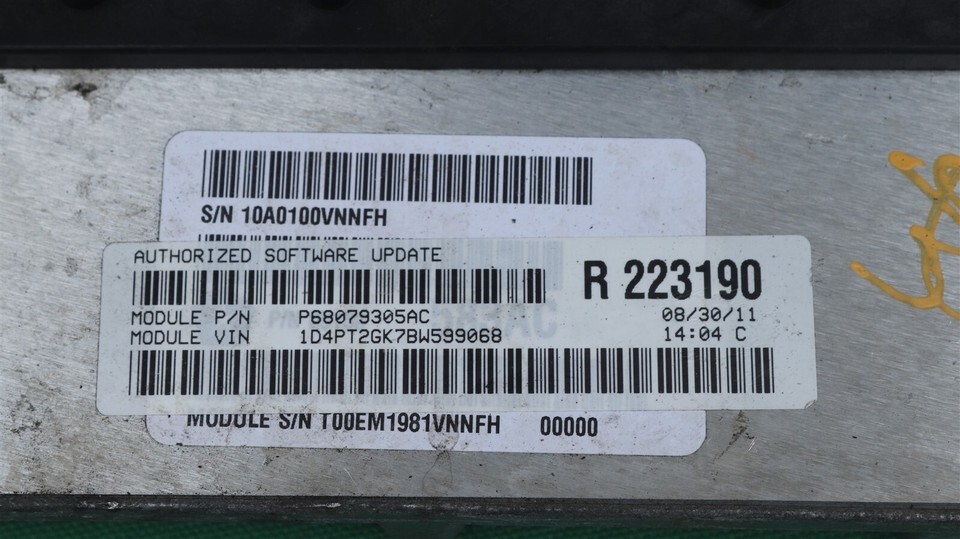 S/N 10A0100VNNFH
AUTHORIZED SOFTWARE UPDATE
R 223190
MODULE P/N P68079305AC 08/30/11
MODULE VIN 1D4PT2GK7BW599068 14:04 C
MODULE S/N T00EM1981VNNFH 00000